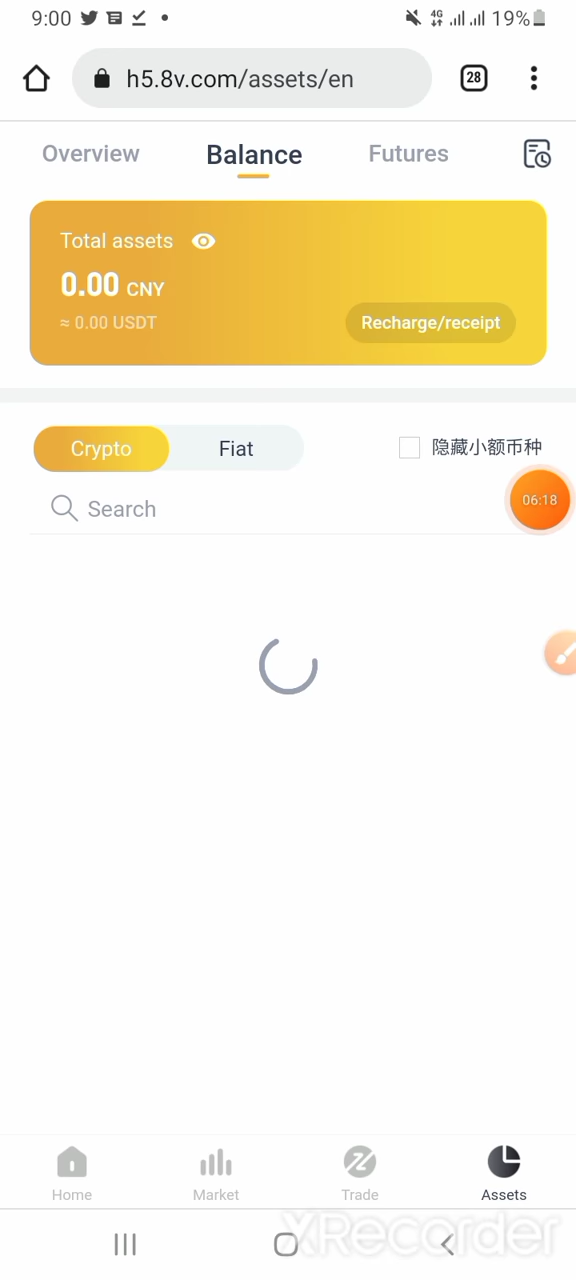 9:00
4G
19%
h5.8v.com/assets/en
28
Overview
Balance
Futures
Total assets
0.00 CNY
≈ 0.00 USDT
Recharge/receipt
Crypto
Fiat
隐藏小额币种
06:18
Search
Home
Market
Trade
Assets
XRecorder